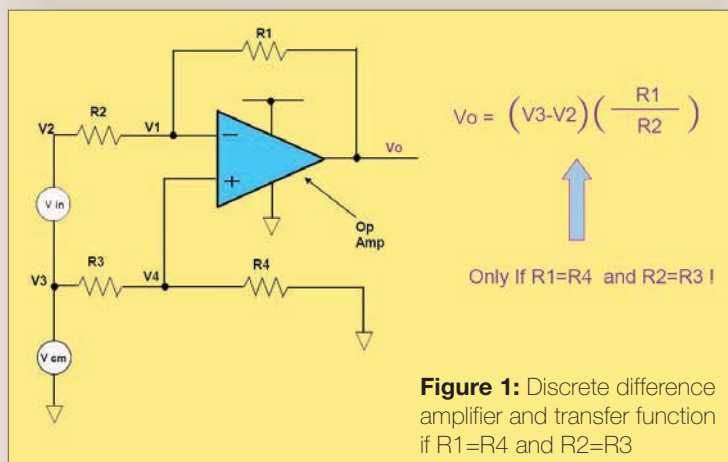 R1
R2
V2
V1
−
Vo
V in
+
Op
Amp
R3
R4
V3
V4
V cm
Vo = (V3-V2) ( R1
R2 )
Only If R1=R4 and R2=R3 !
Figure 1: Discrete difference
amplifier and transfer function
if R1=R4 and R2=R3